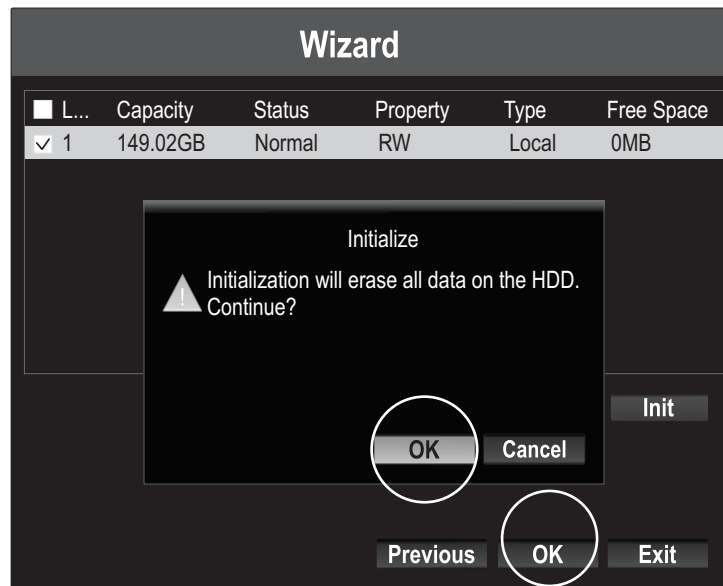 Wizard
L... Capacity Status Property Type Free Space
1 149.02GB Normal RW Local 0MB
Initialize
! Initialization will erase all data on the HDD.
Continue?
Init
OK Cancel
Previous OK Exit